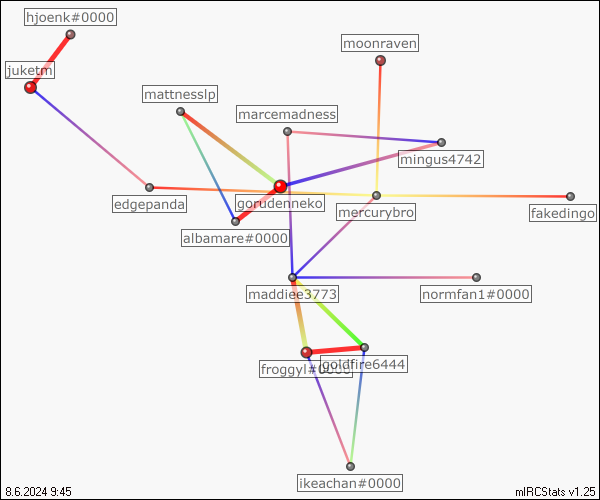 hjoenk#0000
moonraven
juketm
mattnesslp
marcemadness
mingus4742
edgepanda
gorudenneko
mercurybro
fakedingo
albamare#0000
maddiee3773
normfan1#0000
froggyl#0000
goldfire6444
ikeachan#0000
8.6.2024 9:45
mIRCStats v1.25